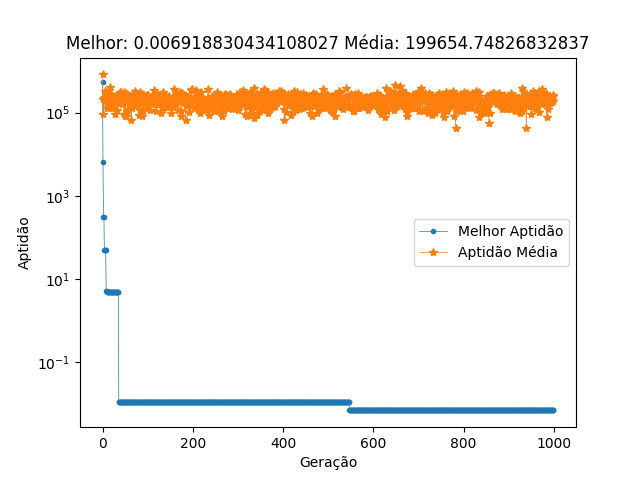 Melhor: 0.006918830434108027 Média: 199654.74826832837
Aptidão
10^5
10^3
10^1
10^-1
Melhor Aptidão
Aptidão Média
0 200 400 600 800 1000
Geração